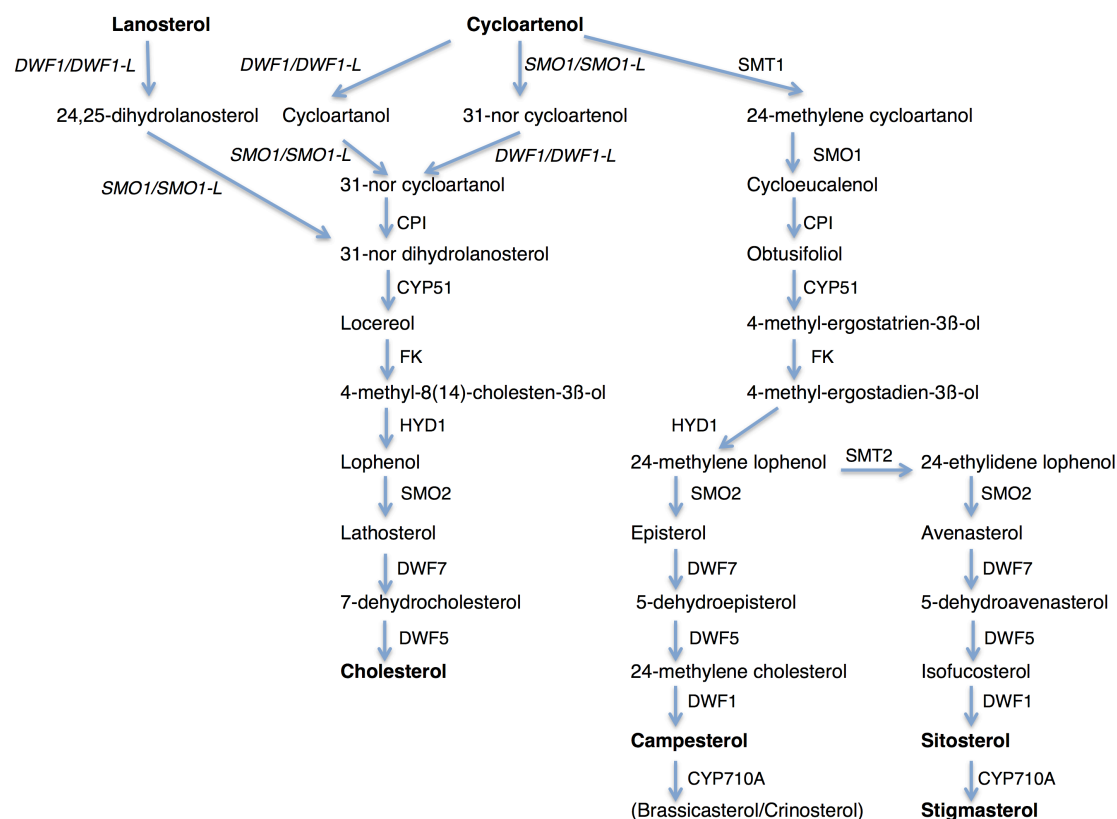 Lanosterol
Cycloartenol
DWF1/DWF1-L
DWF1/DWF1-L
SMO1/SMO1-L
SMT1
24,25-dihydrolanosterol
Cycloartanol
31-nor cycloartenol
24-methylene cycloartanol
SMO1/SMO1-L
DWF1/DWF1-L
SMO1
SMO1/SMO1-L
31-nor cycloartanol
Cycloeucalenol
CPI
CPI
31-nor dihydrolanosterol
Obtusifoliol
CYP51
CYP51
Locereol
4-methyl-ergostatrien-3ß-ol
FK
FK
4-methyl-8(14)-cholesten-3ß-ol
4-methyl-ergostadien-3ß-ol
HYD1
HYD1
Lophenol
24-methylene lophenol
SMT2
24-ethylidene lophenol
SMO2
SMO2
SMO2
Lathosterol
Episterol
Avenasterol
DWF7
DWF7
DWF7
7-dehydrocholesterol
5-dehydroepisterol
5-dehydroavenasterol
DWF5
DWF5
DWF5
Cholesterol
24-methylene cholesterol
Isofucosterol
DWF1
DWF1
Campesterol
Sitosterol
CYP710A
CYP710A
(Brassicasterol/Crinosterol)
Stigmasterol